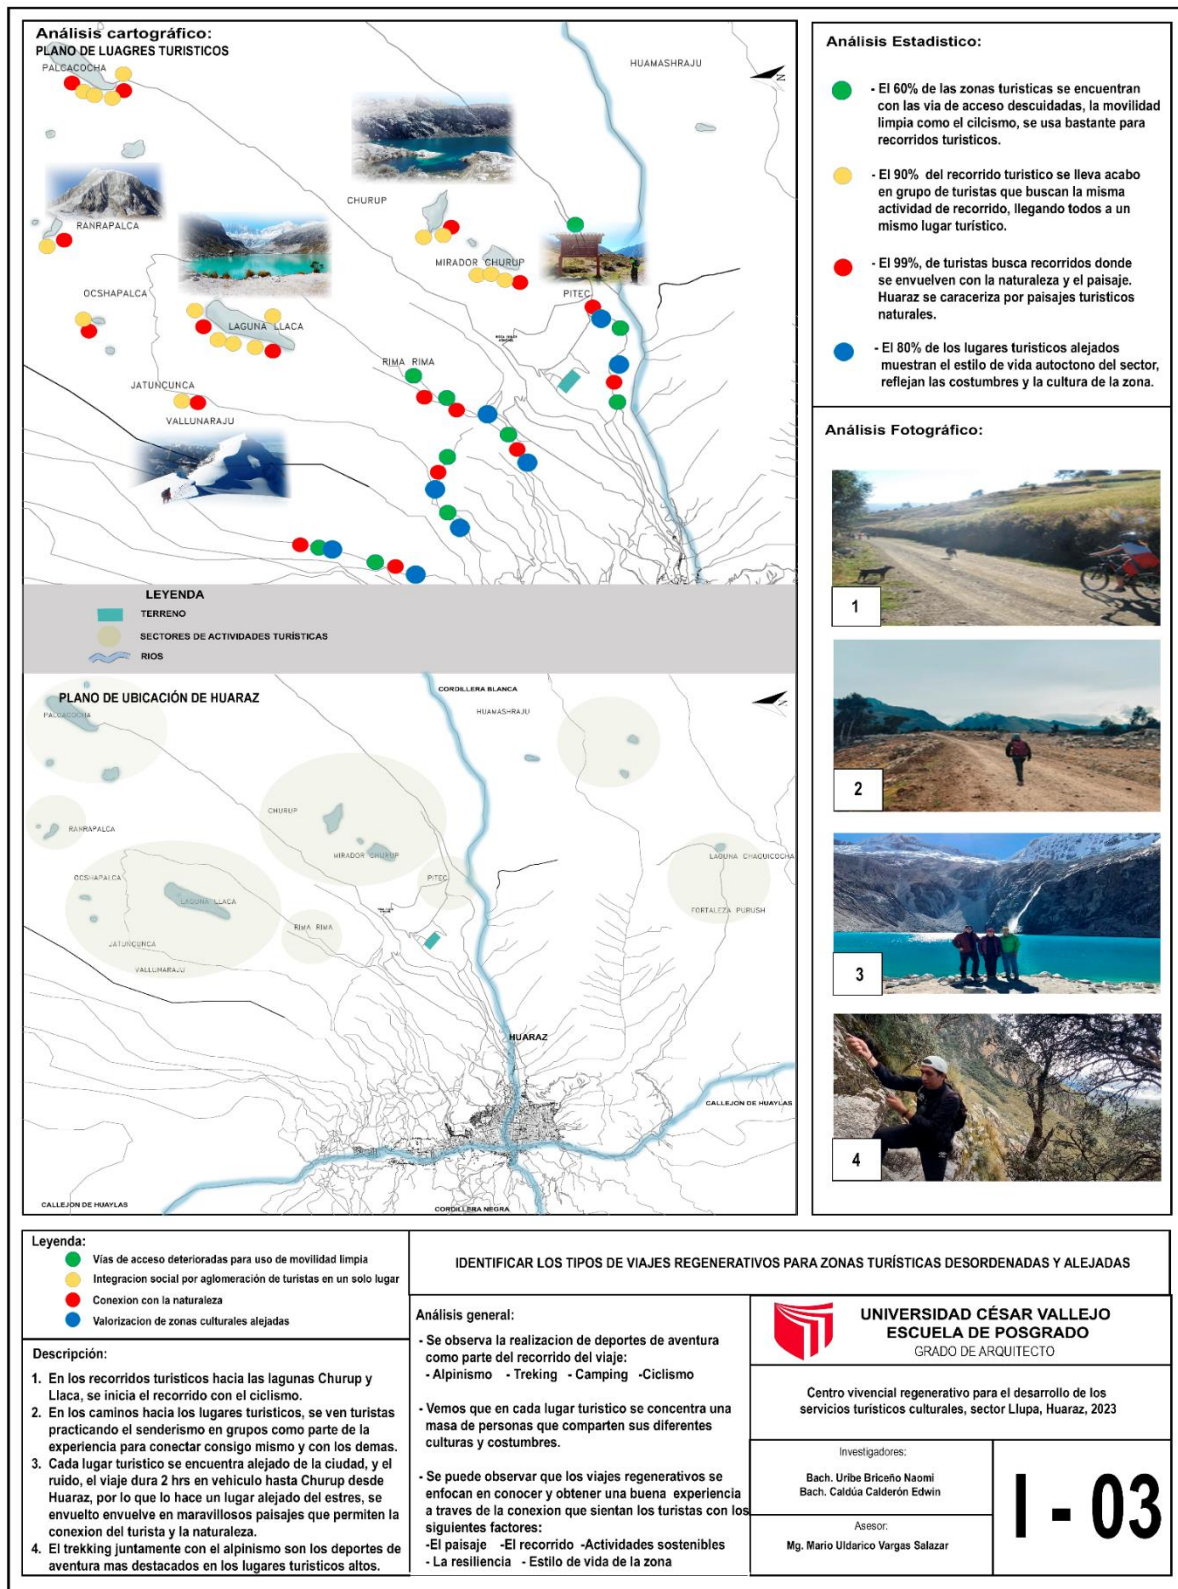 Análisis cartográfico:
PLANO DE LUAGRES TURISTICOS
PALCACOCHA
HUAMASHRAJU
N
RANRAPALCA
CHURUP
MIRADOR CHURUP
PITEC
OCSHAPALCA
LAGUNA LLACA
RIMA RIMA
JATUNCUNCA
VALLUNARAJU
LEYENDA
TERRENO
SECTORES DE ACTIVIDADES TURÍSTICAS
RIOS
PLANO DE UBICACIÓN DE HUARAZ
CORDILLERA BLANCA
HUAMASHRAJU
N
PALCACOCHA
CHURUP
RANRAPALCA
MIRADOR CHURUP
LAGUNA CHAQUICOCHA
OCSHAPALCA
PITEC
LAGUNA LLACA
FORTALEZA PURUSH
RIMA RIMA
JATUNCUNCA
VALLUNARAJU
HUARAZ
CALLEJON DE HUAYLAS
CALLEJON DE HUAYLAS
CORDILLERA NEGRA
Análisis Estadistico:
- El 60% de las zonas turisticas se encuentran
con las via de acceso descuidadas, la movilidad
limpia como el cilcismo, se usa bastante para
recorridos turisticos.
- El 90% del recorrido turistico se lleva acabo
en grupo de turistas que buscan la misma
actividad de recorrido, llegando todos a un
mismo lugar turístico.
- El 99%, de turistas busca recorridos donde
se envuelven con la naturaleza y el paisaje.
Huaraz se caraceriza por paisajes turisticos
naturales.
- El 80% de los lugares turisticos alejados
muestran el estilo de vida autoctono del sector,
reflejan las costumbres y la cultura de la zona.
Análisis Fotográfico:
1
2
3
4
Leyenda:
Vías de acceso deterioradas para uso de movilidad limpia
Integracion social por aglomeración de turistas en un solo lugar
Conexion con la naturaleza
Valorizacion de zonas culturales alejadas
Descripción:
1. En los recorridos turisticos hacia las lagunas Churup y
Llaca, se inicia el recorrido con el ciclismo.
2. En los caminos hacia los lugares turisticos, se ven turistas
practicando el senderismo en grupos como parte de la
experiencia para conectar consigo mismo y con los demas.
3. Cada lugar turistico se encuentra alejado de la ciudad, y el
ruido, el viaje dura 2 hrs en vehiculo hasta Churup desde
Huaraz, por lo que lo hace un lugar alejado del estres, se
envuelto envuelve en maravillosos paisajes que permiten la
conexion del turista y la naturaleza.
4. El trekking juntamente con el alpinismo son los deportes de
aventura mas destacados en los lugares turisticos altos.
IDENTIFICAR LOS TIPOS DE VIAJES REGENERATIVOS PARA ZONAS TURÍSTICAS DESORDENADAS Y ALEJADAS
Análisis general:
- Se observa la realizacion de deportes de aventura
como parte del recorrido del viaje:
- Alpinismo - Treking - Camping -Ciclismo
- Vemos que en cada lugar turistico se concentra una
masa de personas que comparten sus diferentes
culturas y costumbres.
- Se puede observar que los viajes regenerativos se
enfocan en conocer y obtener una buena experiencia
a traves de la conexion que sientan los turistas con los
siguientes factores:
-El paisaje -El recorrido -Actividades sostenibles
- La resiliencia - Estilo de vida de la zona
UNIVERSIDAD CÉSAR VALLEJO
ESCUELA DE POSGRADO
GRADO DE ARQUITECTO
Centro vivencial regenerativo para el desarrollo de los
servicios turísticos culturales, sector Llupa, Huaraz, 2023
Investigadores:
Bach. Uribe Briceño Naomi
Bach. Caldúa Calderón Edwin
Asesor:
Mg. Mario Uldarico Vargas Salazar
I - 03